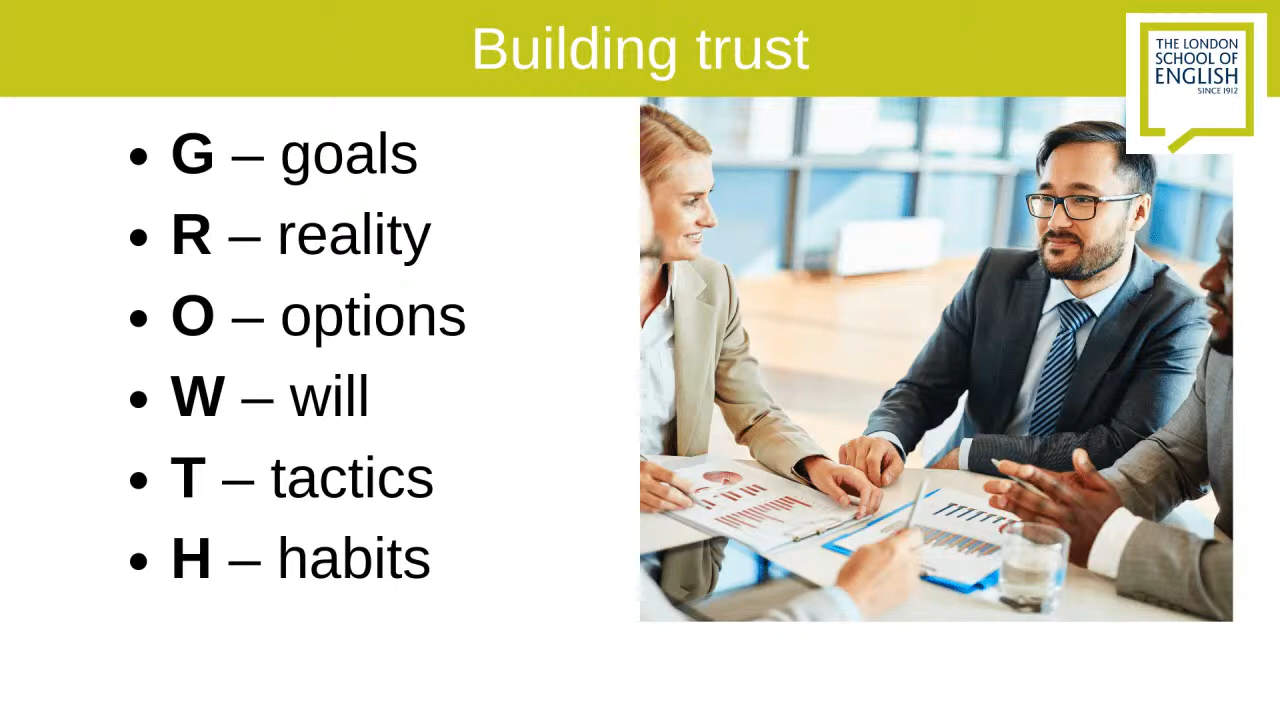 Building trust
THE LONDON
SCHOOL OF
ENGLISH
SINCE 1912
• G – goals
• R – reality
• O – options
• W – will
• T – tactics
• H – habits